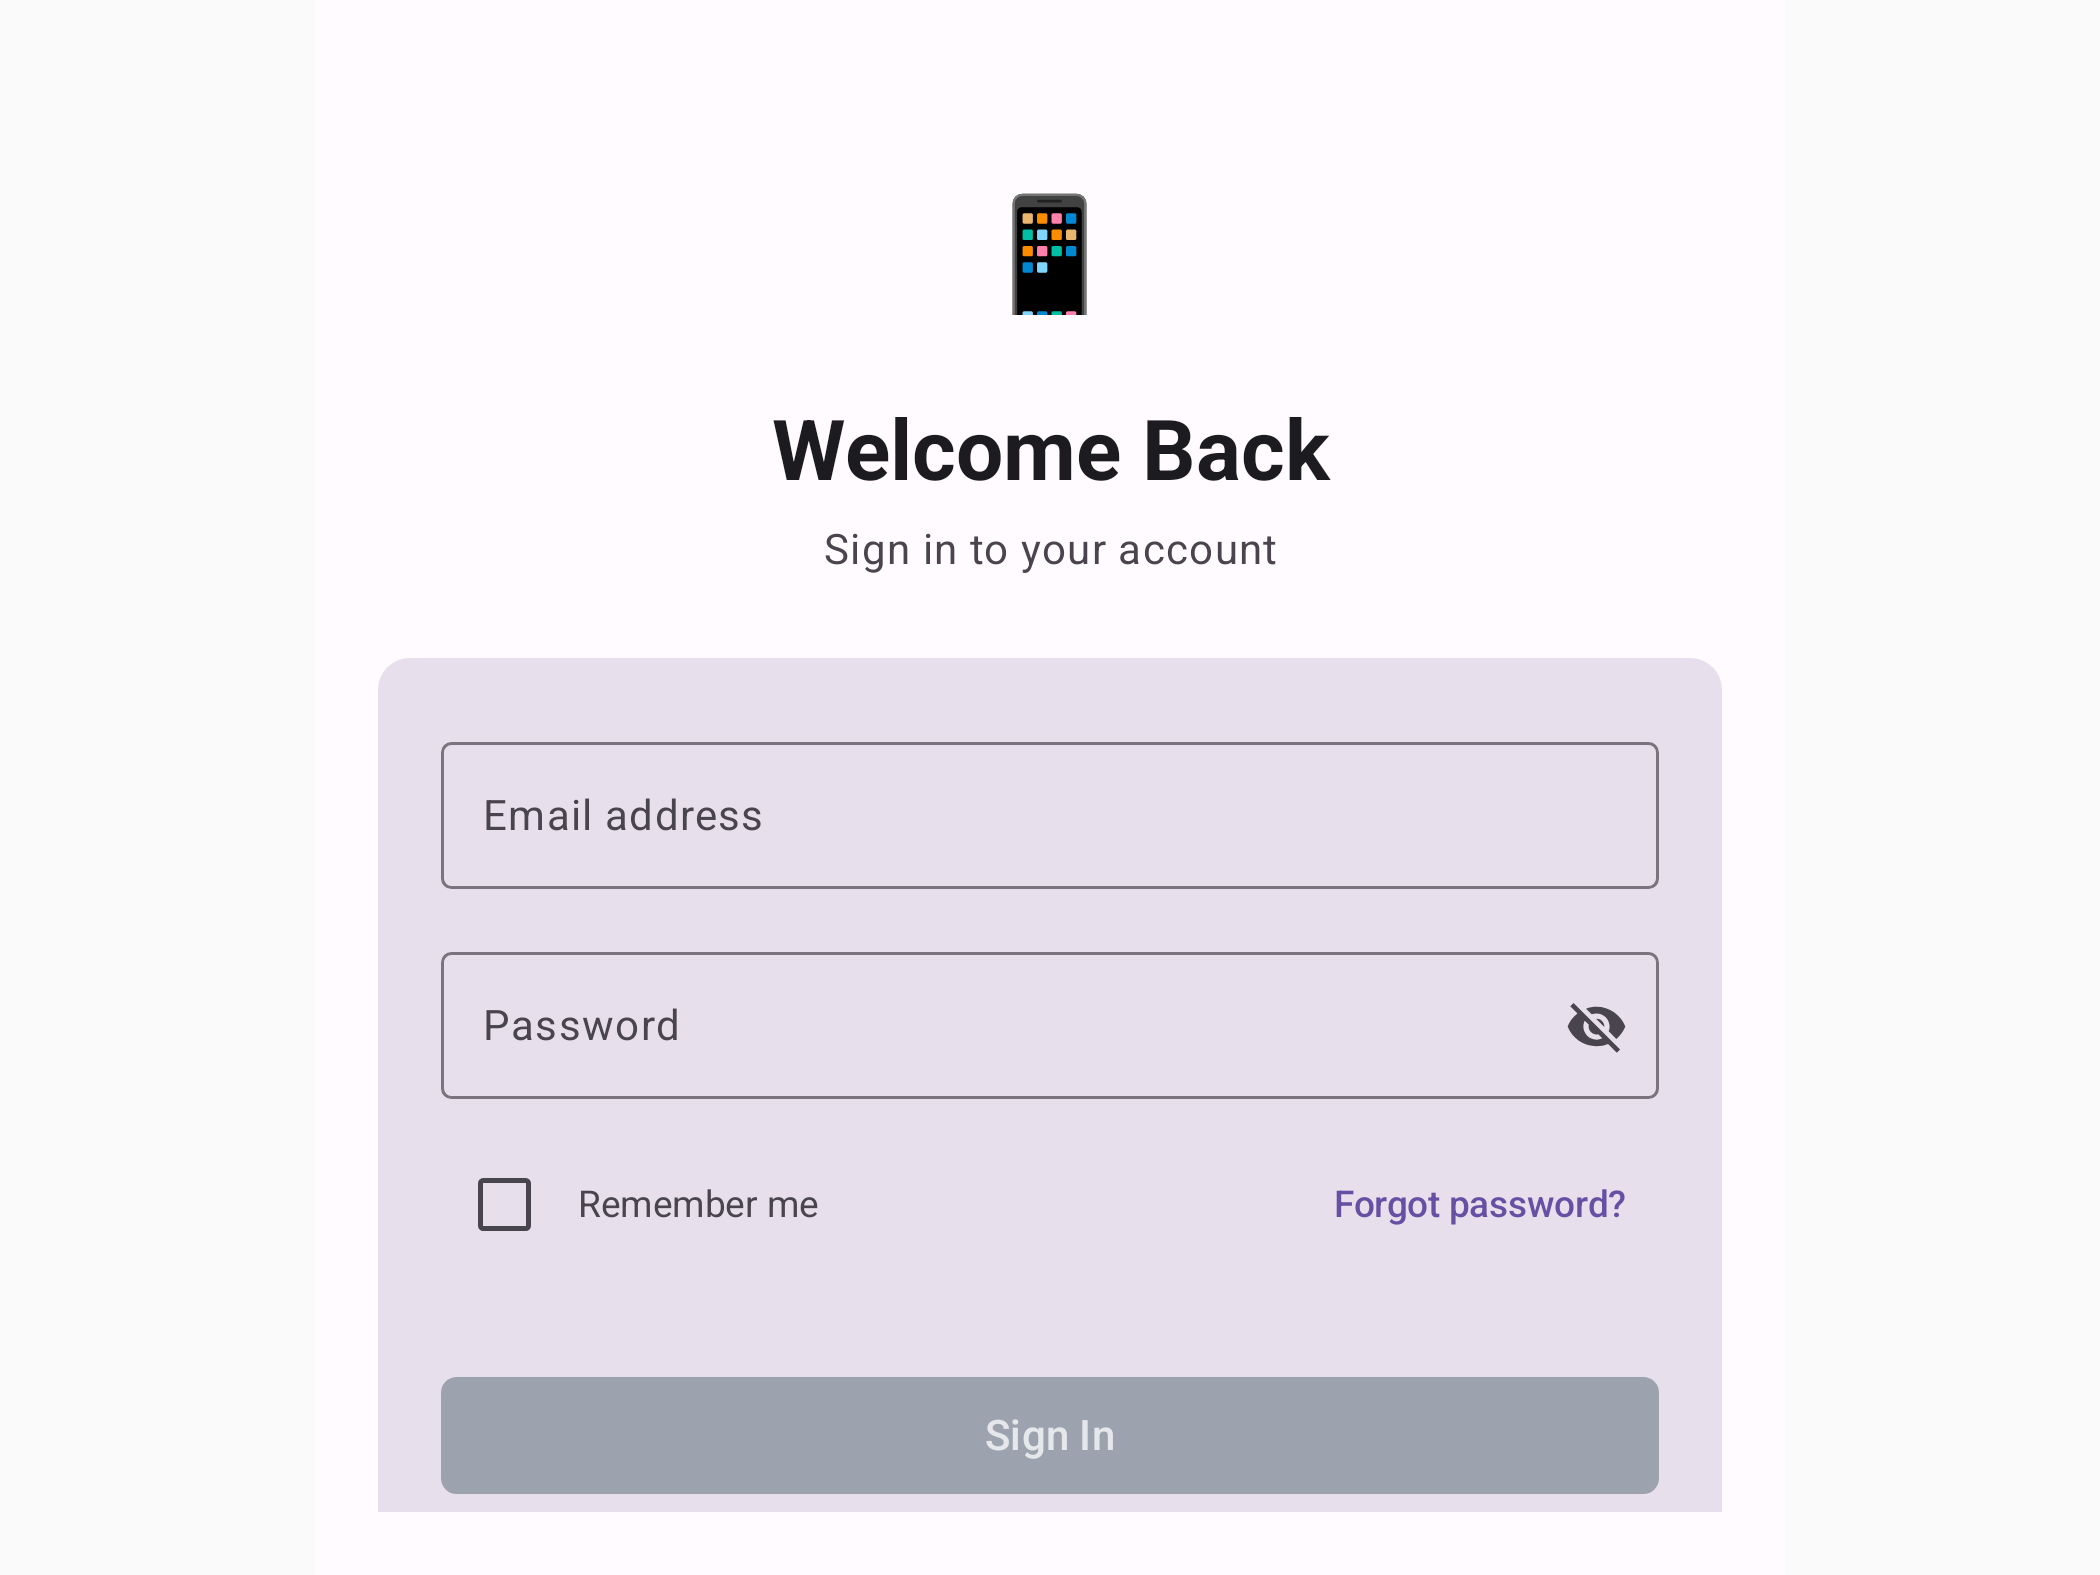 Welcome Back
Sign in to your account
Email address
Password
Remember me
Forgot password?
Sign In